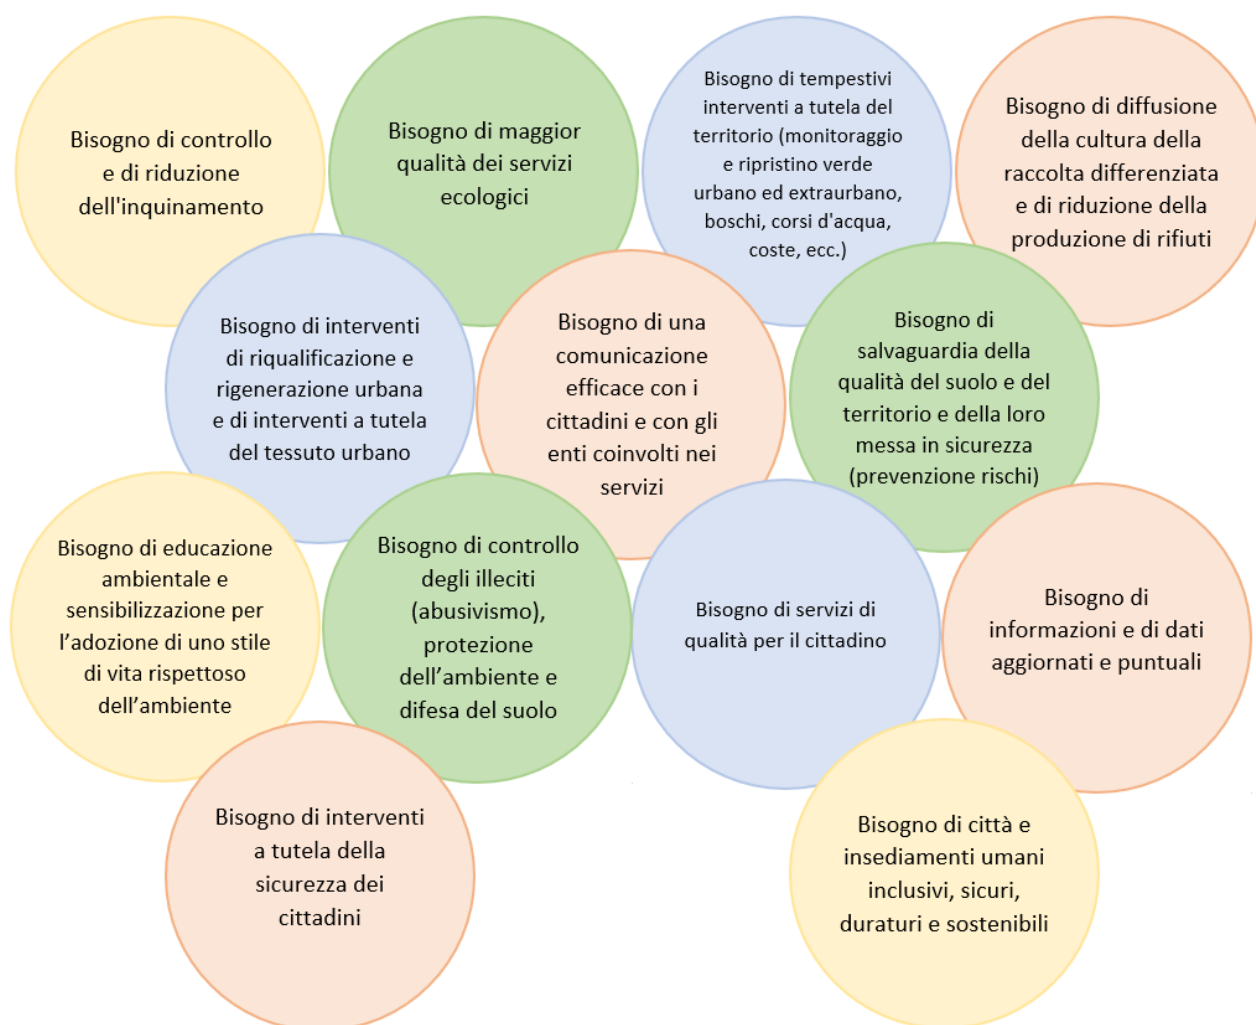 Bisogno di controllo
e di riduzione
dell'inquinamento
Bisogno di maggior
qualità dei servizi
ecologici
Bisogno di tempestivi
interventi a tutela del
territorio (monitoraggio
e ripristino verde
urbano ed extraurbano,
boschi, corsi d'acqua,
coste, ecc.)
Bisogno di diffusione
della cultura della
raccolta differenziata
e di riduzione della
produzione di rifiuti
Bisogno di interventi
di riqualificazione e
rigenerazione urbana
e di interventi a tutela
del tessuto urbano
Bisogno di una
comunicazione
efficace con i
cittadini e con gli
enti coinvolti nei
servizi
Bisogno di
salvaguardia della
qualità del suolo e del
territorio e della loro
messa in sicurezza
(prevenzione rischi)
Bisogno di educazione
ambientale e
sensibilizzazione per
l’adozione di uno stile
di vita rispettoso
dell’ambiente
Bisogno di controllo
degli illeciti
(abusivismo),
protezione
dell’ambiente e
difesa del suolo
Bisogno di servizi di
qualità per il cittadino
Bisogno di
informazioni e di dati
aggiornati e puntuali
Bisogno di interventi
a tutela della
sicurezza dei
cittadini
Bisogno di città e
insediamenti umani
inclusivi, sicuri,
duraturi e sostenibili